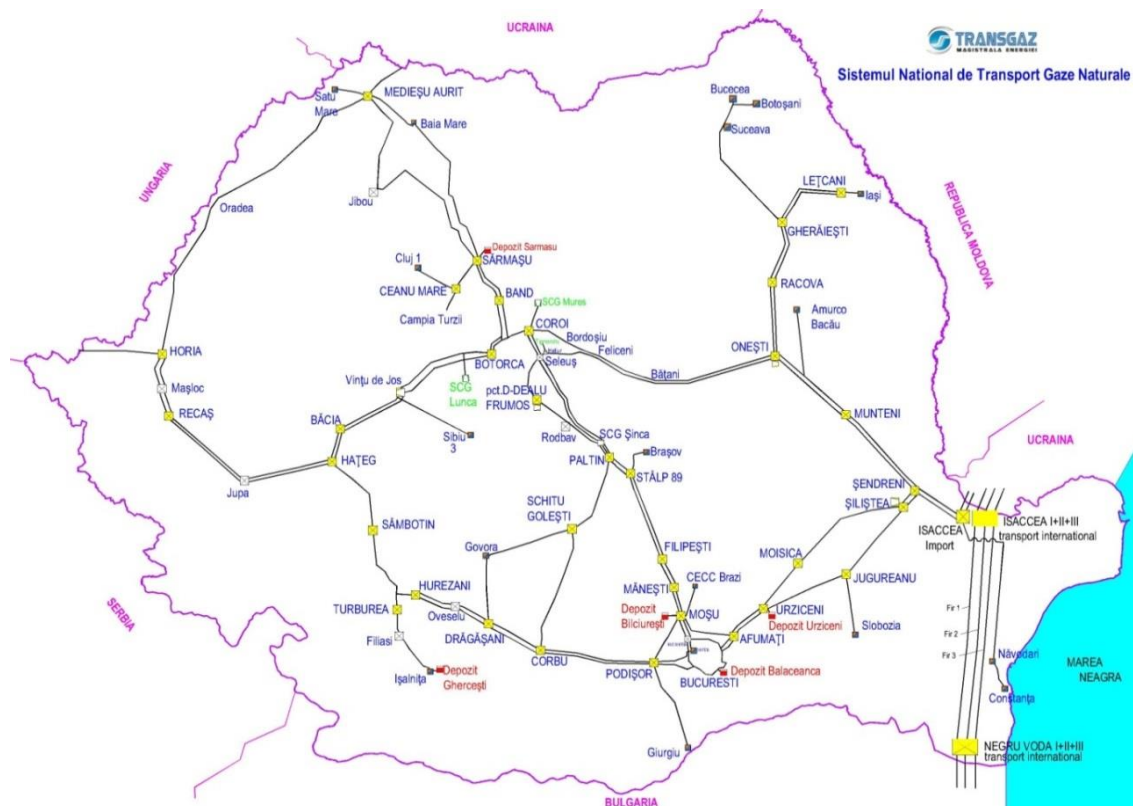 UCRAINA
TRANSGAZ
MAGISTRALA ENERGIEI
Sistemul National de Transport Gaze Naturale
Satu
Mare
MEDIEŞU AURIT
Baia Mare
Bucecea
Botoşani
Suceava
UNGARIA
Oradea
Jibou
LEŢCANI
Iaşi
GHERĂIEŞTI
REPUBLICA MOLDOVA
Cluj 1
Depozit Sarmasu
SĂRMAŞU
CEANU MARE
BAND
Campia Turzii
SCG Mures
RACOVA
Amurco
Bacău
COROI
Bordoşiu
Feliceni
Seleuş
BOTORCA
Băţani
ONEŞTI
HORIA
Maşloc
RECAŞ
Vinţu de Jos
SCG
Lunca
pct.D-DEALU
FRUMOS
BĂCIA
Sibiu
3
Rodbav
SCG Şinca
MUNTENI
HAŢEG
PALTIN
Braşov
STÂLP 89
UCRAINA
Jupa
ŞENDRENI
ŞILIŞTEA
SCHITU
GOLEŞTI
SÂMBOTIN
ISACCEA
Import
ISACCEA I+II+III
transport international
Govora
FILIPEŞTI
MOISICA
JUGUREANU
SERBIA
HUREZANI
MĂNEŞTI
CECC Brazi
TURBUREA
Oveselu
Depozit
Bilciureşti
MOŞU
URZICENI
Depozit Urziceni
Slobozia
Fir 1
Fir 2
Fir 3
Filiasi
DRĂGĂŞANI
AFUMAŢI
CORBU
Năvodari
MAREA
NEAGRA
Işalniţa
Depozit
Gherceşti
PODIŞOR
BUCURESTI
Depozit Balaceanca
Constanţa
Giurgiu
NEGRU VODA I+II+III
transport international
BULGARIA